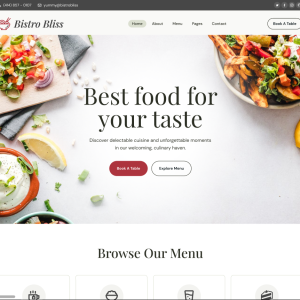 (414) 857 - 0107 yummy@bistrobliss
Bistro Bliss
Home About Menu Pages Contact Book A Table
Best food for
your taste
Discover delectable cuisine and unforgettable moments
in our welcoming, culinary haven.
Book A Table Explore Menu
Browse Our Menu